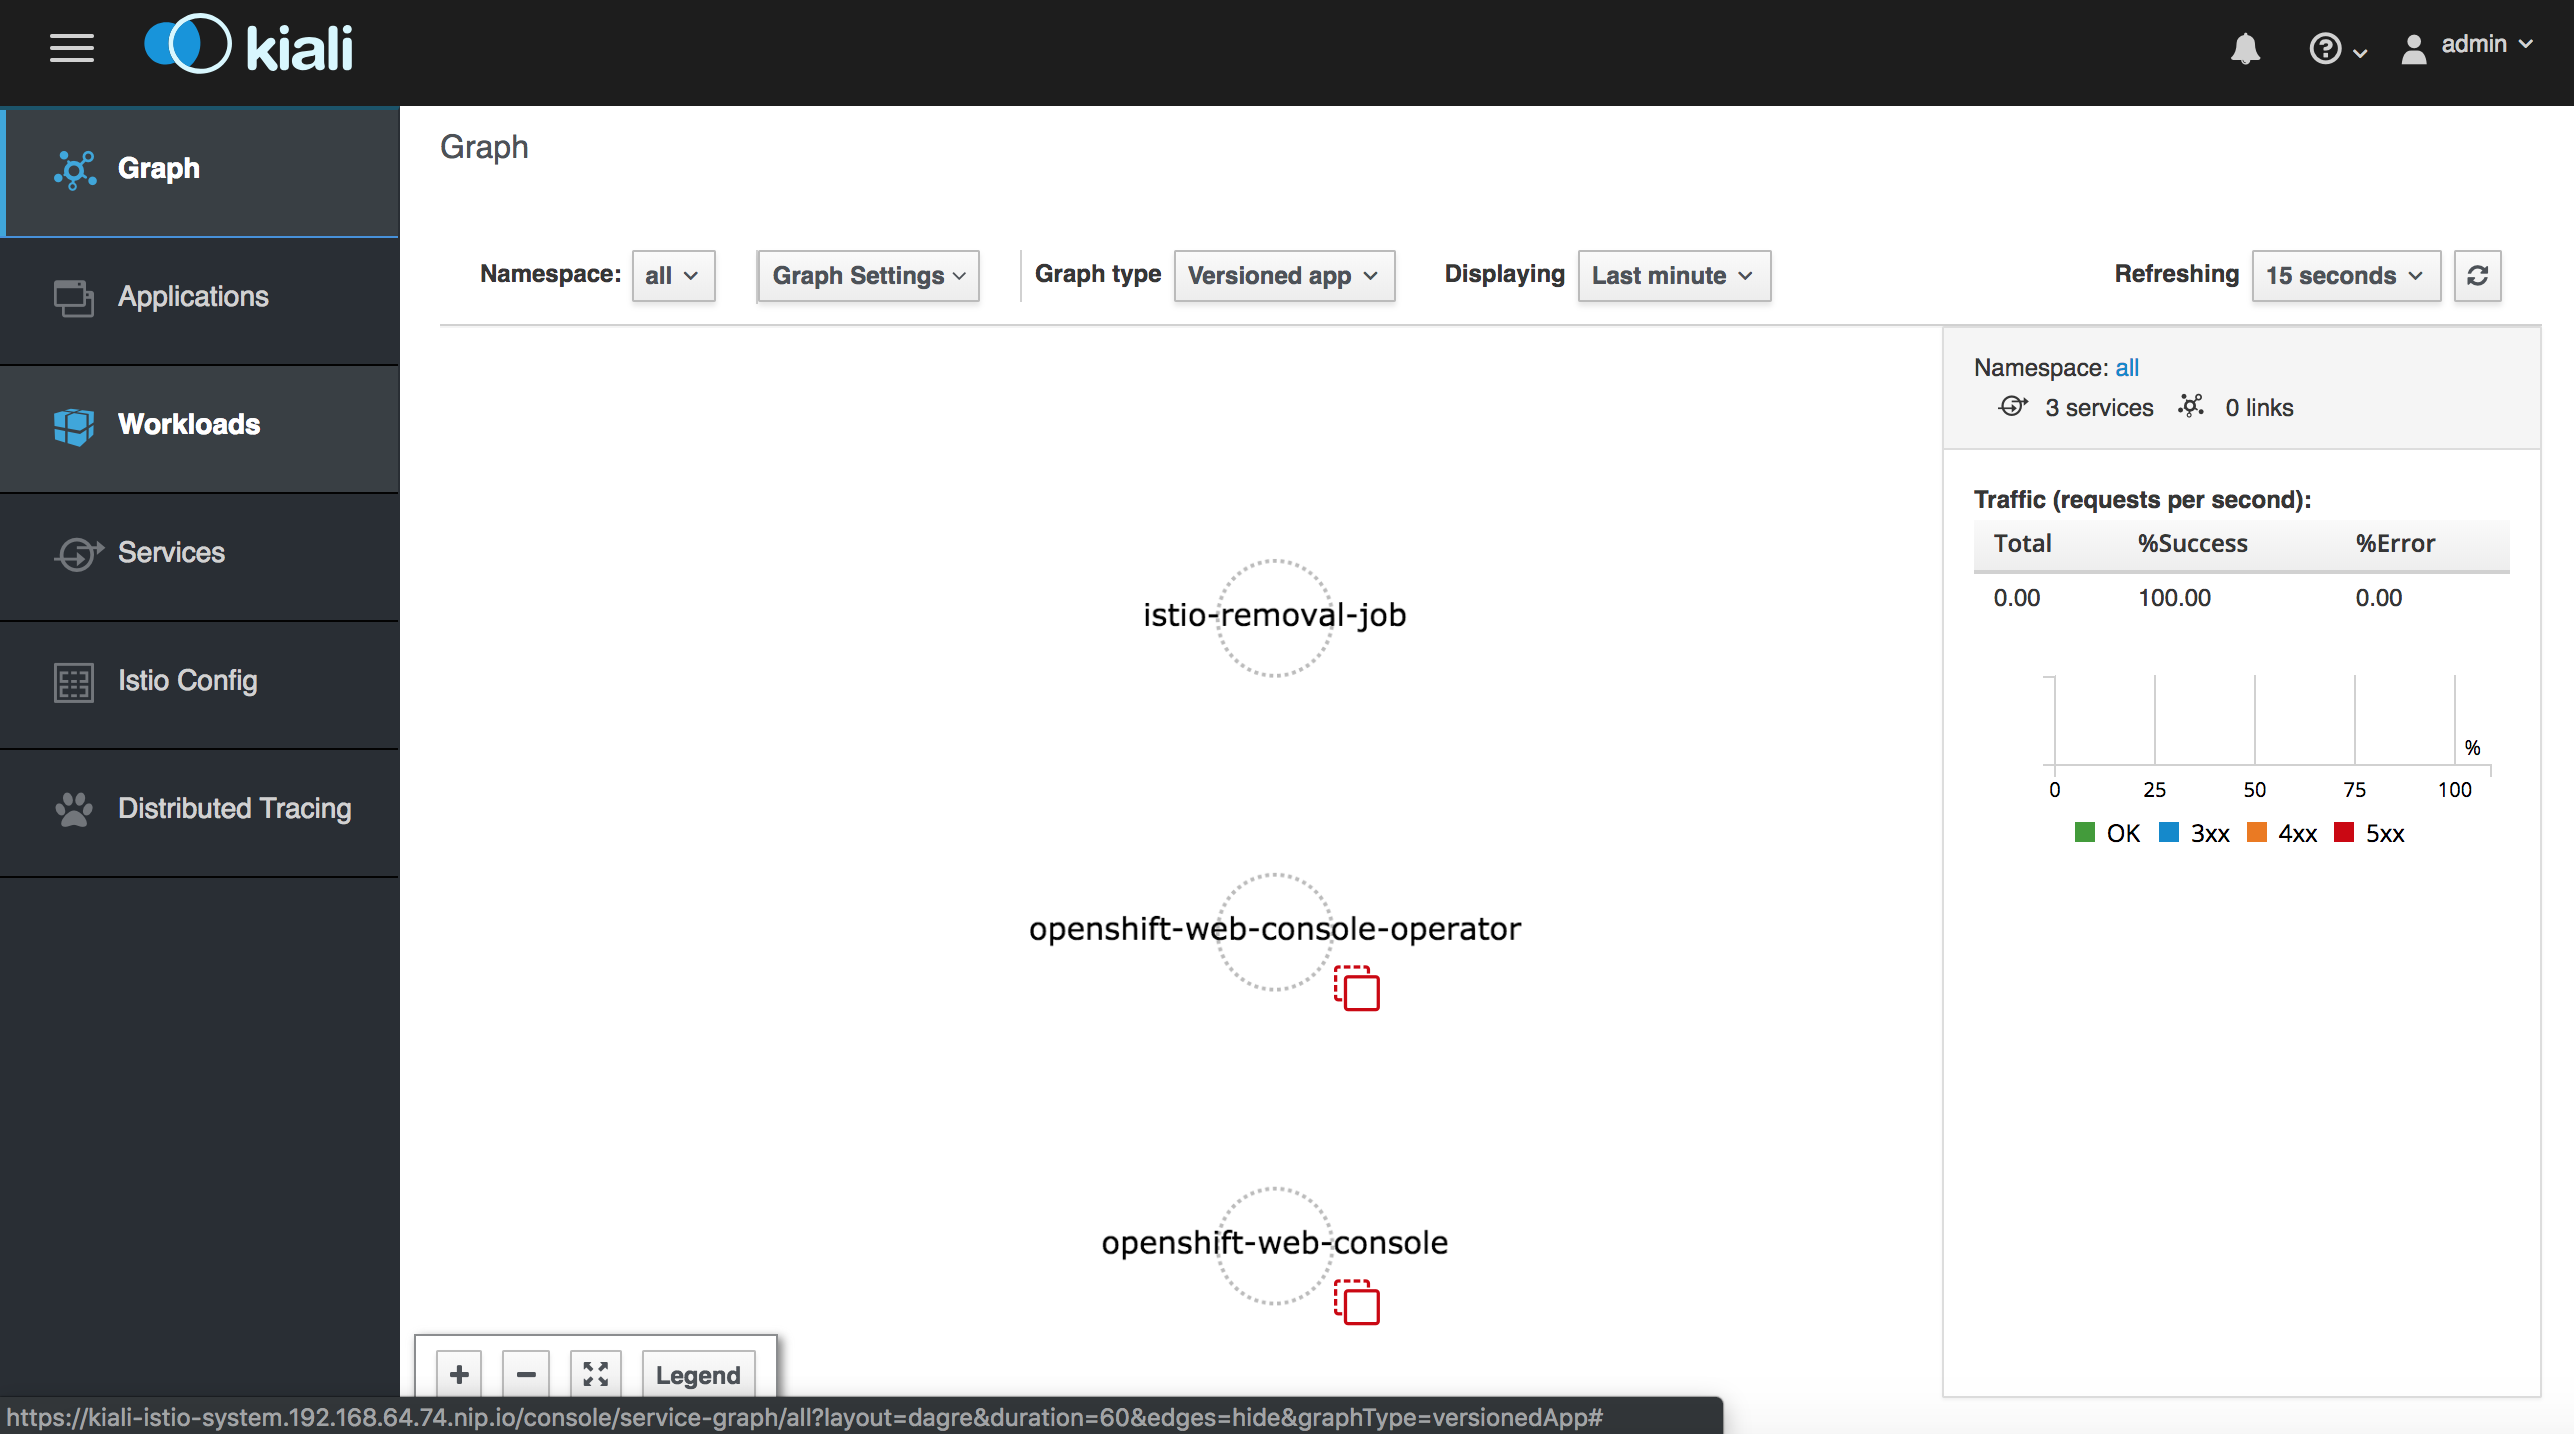 kiali
admin
Graph
Applications
Workloads
Services
Istio Config
Distributed Tracing
Graph
Namespace: all Graph Settings Graph type Versioned app Displaying Last minute Refreshing 15 seconds
istio-removal-job
openshift-web-console-operator
openshift-web-console
Legend
Namespace: all
3 services 0 links
Traffic (requests per second):
Total %Success %Error
0.00 100.00 0.00
%
0 25 50 75 100
OK 3xx 4xx 5xx
https://kiali-istio-system.192.168.64.74.nip.io/console/service-graph/all?layout=dagre&duration=60&edges=hide&graphType=versionedApp#